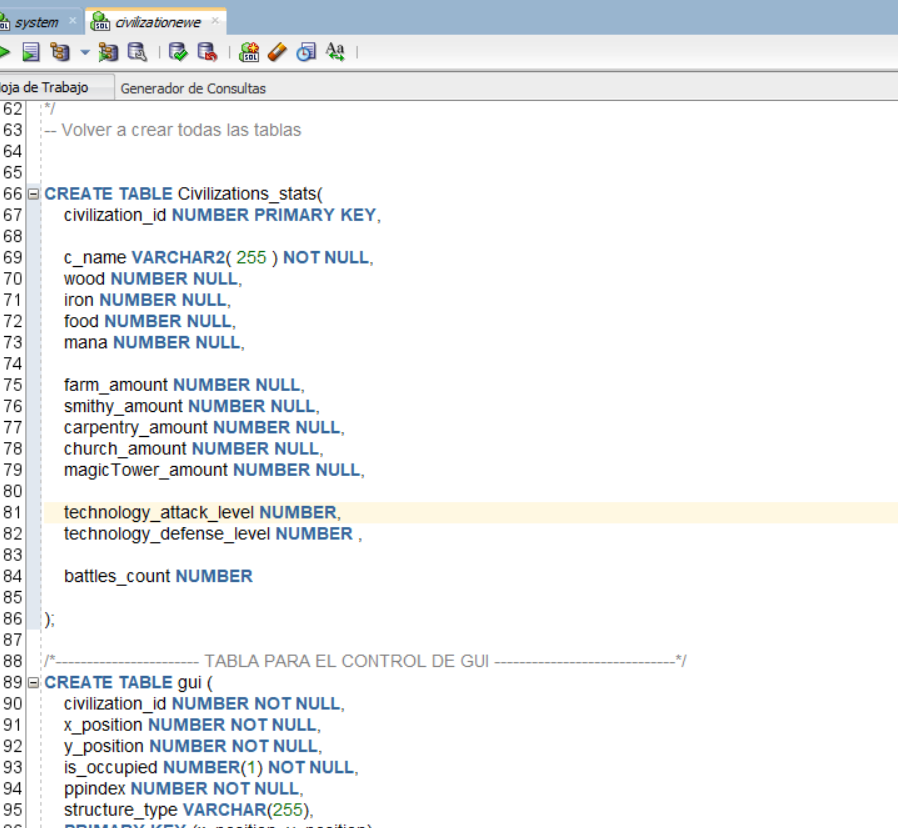 system
civilizationewe
Hoja de Trabajo Generador de Consultas
62 */
63 -- Volver a crear todas las tablas
64
65
66 CREATE TABLE Civilizations_stats(
67 civilization_id NUMBER PRIMARY KEY,
68
69 c_name VARCHAR2( 255 ) NOT NULL,
70 wood NUMBER NULL,
71 iron NUMBER NULL,
72 food NUMBER NULL,
73 mana NUMBER NULL,
74
75 farm_amount NUMBER NULL,
76 smithy_amount NUMBER NULL,
77 carpentry_amount NUMBER NULL,
78 church_amount NUMBER NULL,
79 magicTower_amount NUMBER NULL,
80
81 technology_attack_level NUMBER,
82 technology_defense_level NUMBER ,
83
84 battles_count NUMBER
85
86 );
87
88 /*----------------------- TABLA PARA EL CONTROL DE GUI -----------------------------*/
89 CREATE TABLE gui (
90 civilization_id NUMBER NOT NULL,
91 x_position NUMBER NOT NULL,
92 y_position NUMBER NOT NULL,
93 is_occupied NUMBER(1) NOT NULL,
94 ppindex NUMBER NOT NULL,
95 structure_type VARCHAR(255),
96 PRIMARY KEY (x_position, y_position)